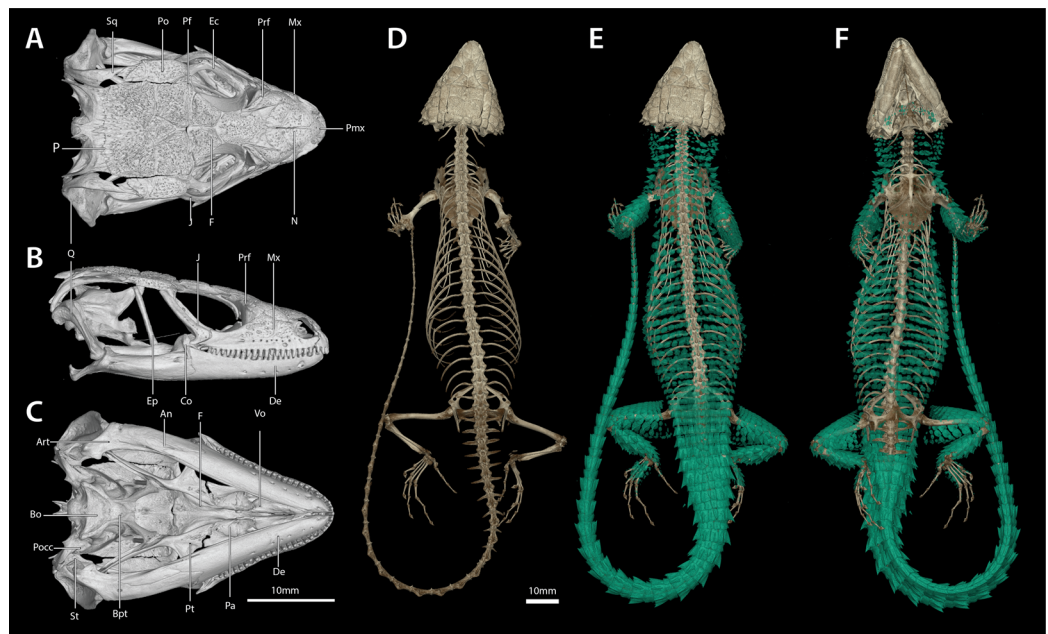 A
Sq Po Pf Ec Prf Mx
Pmx
P
J F N
B
Q J Prf Mx
Ep Co De
C
An F Vo
Art
Bo
Pocc
De
St Bpt Pt Pa
10mm
D E F
10mm